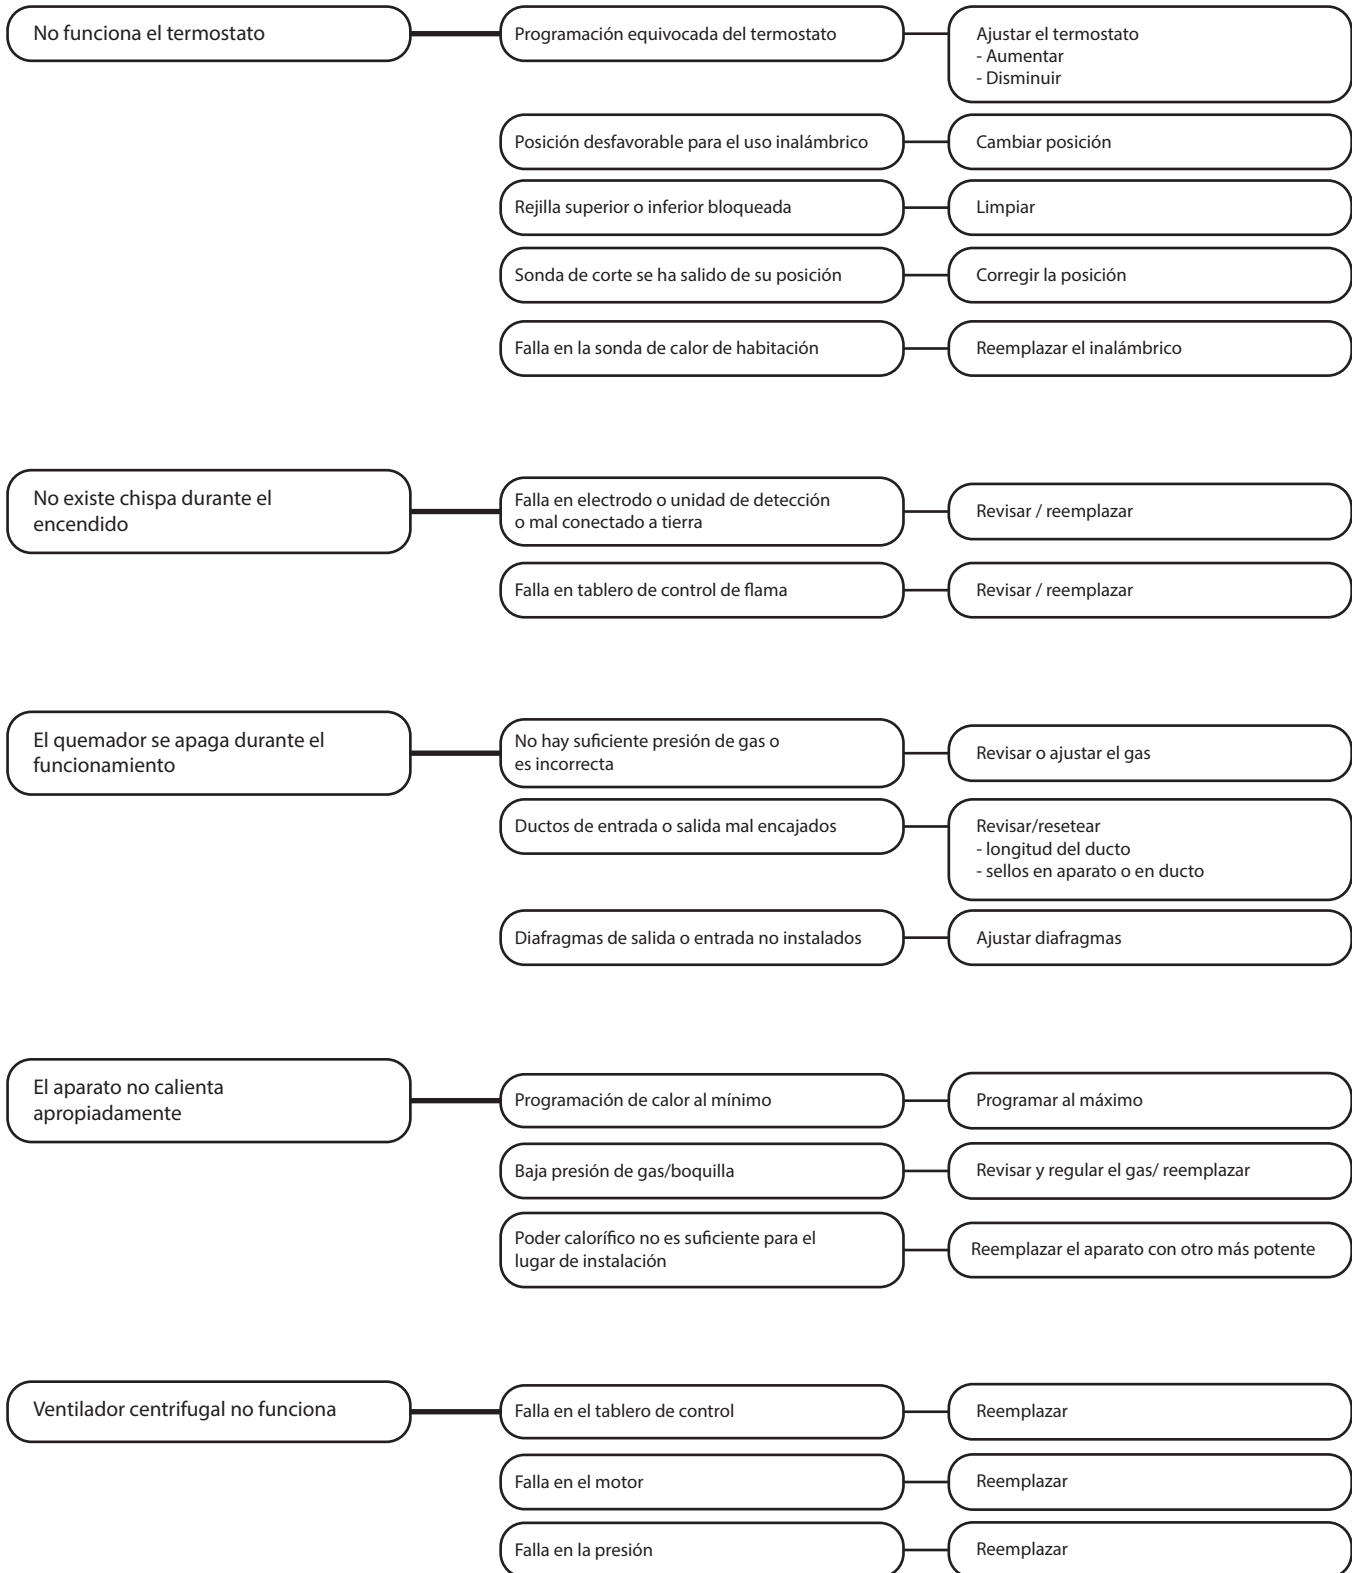 No funciona el termostato
Programación equivocada del termostato
Ajustar el termostato
- Aumentar
- Disminuir
Posición desfavorable para el uso inalámbrico
Cambiar posición
Rejilla superior o inferior bloqueada
Limpiar
Sonda de corte se ha salido de su posición
Corregir la posición
Falla en la sonda de calor de habitación
Reemplazar el inalámbrico
No existe chispa durante el
encendido
Falla en electrodo o unidad de detección
o mal conectado a tierra
Revisar / reemplazar
Falla en tablero de control de flama
Revisar / reemplazar
El quemador se apaga durante el
funcionamiento
No hay suficiente presión de gas o
es incorrecta
Revisar o ajustar el gas
Ductos de entrada o salida mal encajados
Revisar/resetear
- longitud del ducto
- sellos en aparato o en ducto
Diafragmas de salida o entrada no instalados
Ajustar diafragmas
El aparato no calienta
apropiadamente
Programación de calor al mínimo
Programar al máximo
Baja presión de gas/boquilla
Revisar y regular el gas/ reemplazar
Poder calorífico no es suficiente para el
lugar de instalación
Reemplazar el aparato con otro más potente
Ventilador centrifugal no funciona
Falla en el tablero de control
Reemplazar
Falla en el motor
Reemplazar
Falla en la presión
Reemplazar